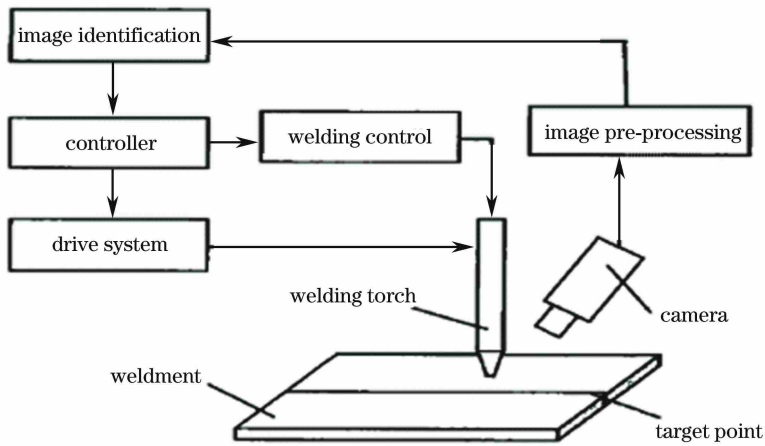 image identification
controller
welding control
image pre-processing
drive system
welding torch
camera
weldment
target point